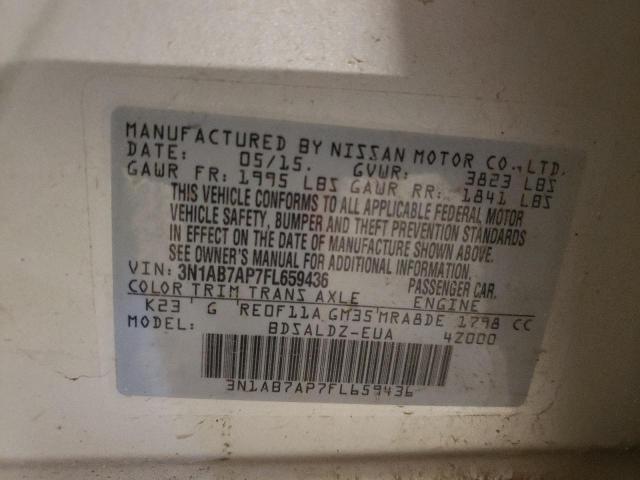 MANUFACTURED BY NISSAN MOTOR CO., LTD.
DATE: 05/15. GVWR: 3823 LBS
GAWR FR: 1995 LBS GAWR RR: 1841 LBS
THIS VEHICLE CONFORMS TO ALL APPLICABLE FEDERAL MOTOR
VEHICLE SAFETY, BUMPER AND THEFT PREVENTION STANDARDS
IN EFFECT ON THE DATE OF MANUFACTURE SHOWN ABOVE.
SEE OWNER'S MANUAL FOR ADDITIONAL INFORMATION.
VIN: 3N1AB7AP7FL659436 PASSENGER CAR.
COLOR TRIM TRANS AXLE ENGINE
K23 G RE0F11A GM35 MRA8DE 1798 CC
MODEL: BDSALDZ-EUA 42000
3N1AB7AP7FL659436